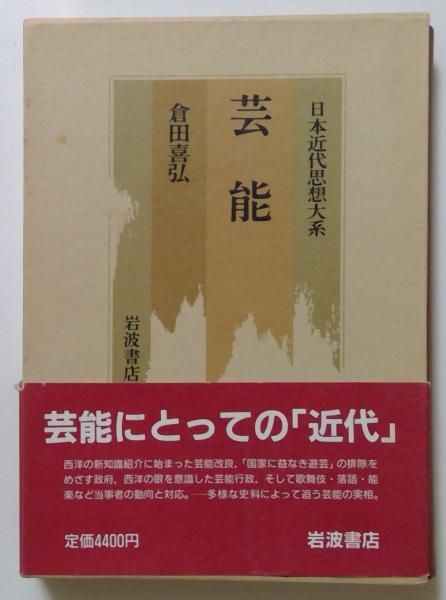 日本近代思想大系
芸能
倉田喜弘
岩波書店
芸能にとっての「近代」
西洋の新知識紹介に始まった芸能改良，「国家に益なき遊芸」の排除を
めざす政府，西洋の眼を意識した芸能行政，そして歌舞伎・落語・能
楽など当事者の動向と対応。──多様な史料によって追う芸能の実相。
定価4400円
岩波書店